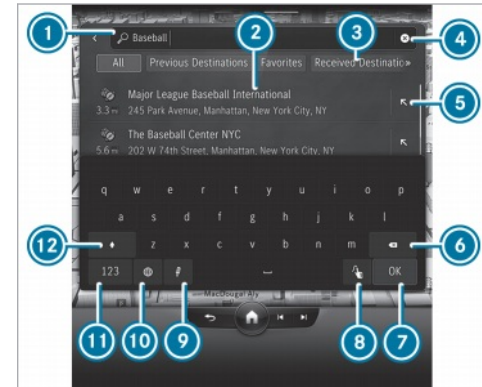 1
2
3
Baseball
4
All Previous Destinations Favorites Received Destinatio»
Major League Baseball International
5
3.3 m 245 Park Avenue, Manhattan, New York City, NY
The Baseball Center NYC
5.6 m 202 W 74th Street, Manhattan, New York City, NY
q w e r t y u i o p
a s d f g h j k l
12
z x c v b n m
6
123
OK
MacDougal Aly
11
10
9
8
7